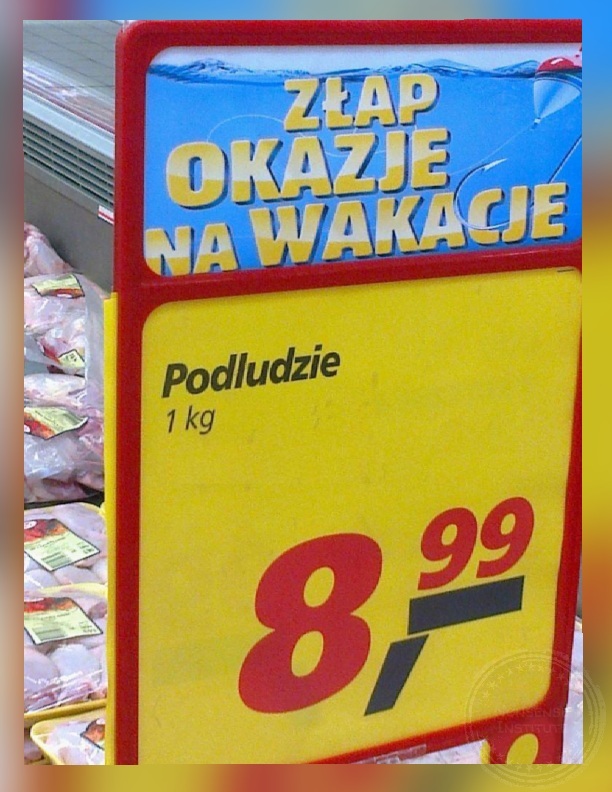 ZŁAP
OKAZJE
NA WAKACJE
Podludzie
1 kg
8,99